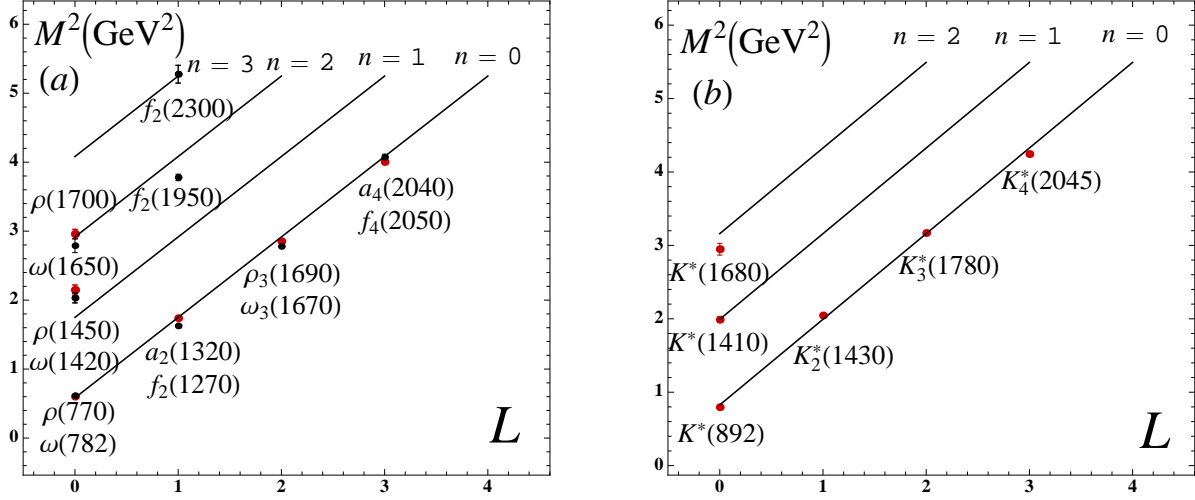 6
5
4
3
2
1
0
M²(GeV²)
(a)
n = 3 n = 2 n = 1 n = 0
f₂(2300)
f₂(1950)
ρ(1700)
ω(1650)
ρ(1450)
ω(1420)
ρ(770)
ω(782)
a₂(1320)
f₂(1270)
ρ₃(1690)
ω₃(1670)
a₄(2040)
f₄(2050)
L
0 1 2 3 4
6
5
4
3
2
1
0
M²(GeV²)
(b)
n = 2 n = 1 n = 0
K*(1680)
K*(1410)
K*(892)
K₂*(1430)
K₃*(1780)
K₄*(2045)
L
0 1 2 3 4